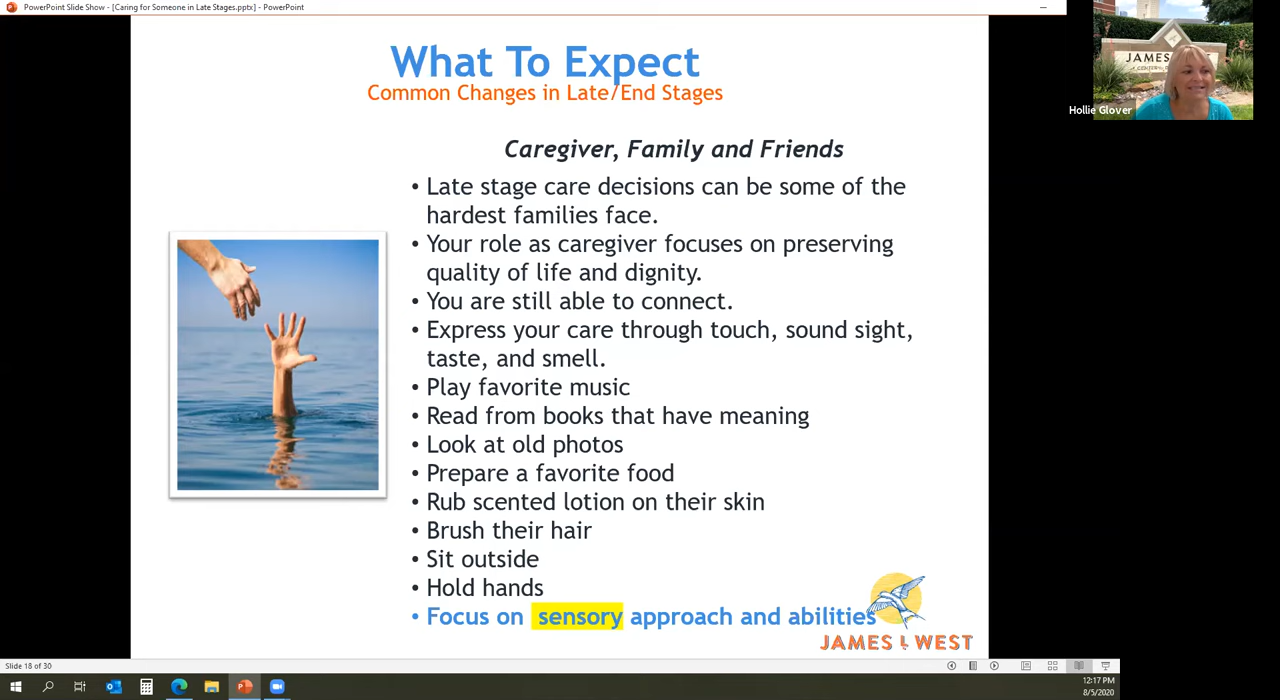 PowerPoint Slide Show - [Caring for Someone in Late Stages.pptx] - PowerPoint
What To Expect
Common Changes in Late/End Stages
JAMES
Hollie Glover
Caregiver, Family and Friends
• Late stage care decisions can be some of the
hardest families face.
• Your role as caregiver focuses on preserving
quality of life and dignity.
• You are still able to connect.
• Express your care through touch, sound sight,
taste, and smell.
• Play favorite music
• Read from books that have meaning
• Look at old photos
• Prepare a favorite food
• Rub scented lotion on their skin
• Brush their hair
• Sit outside
• Hold hands
• Focus on sensory approach and abilities
JAMES L WEST
Slide 18 of 30
12:17 PM
8/5/2020